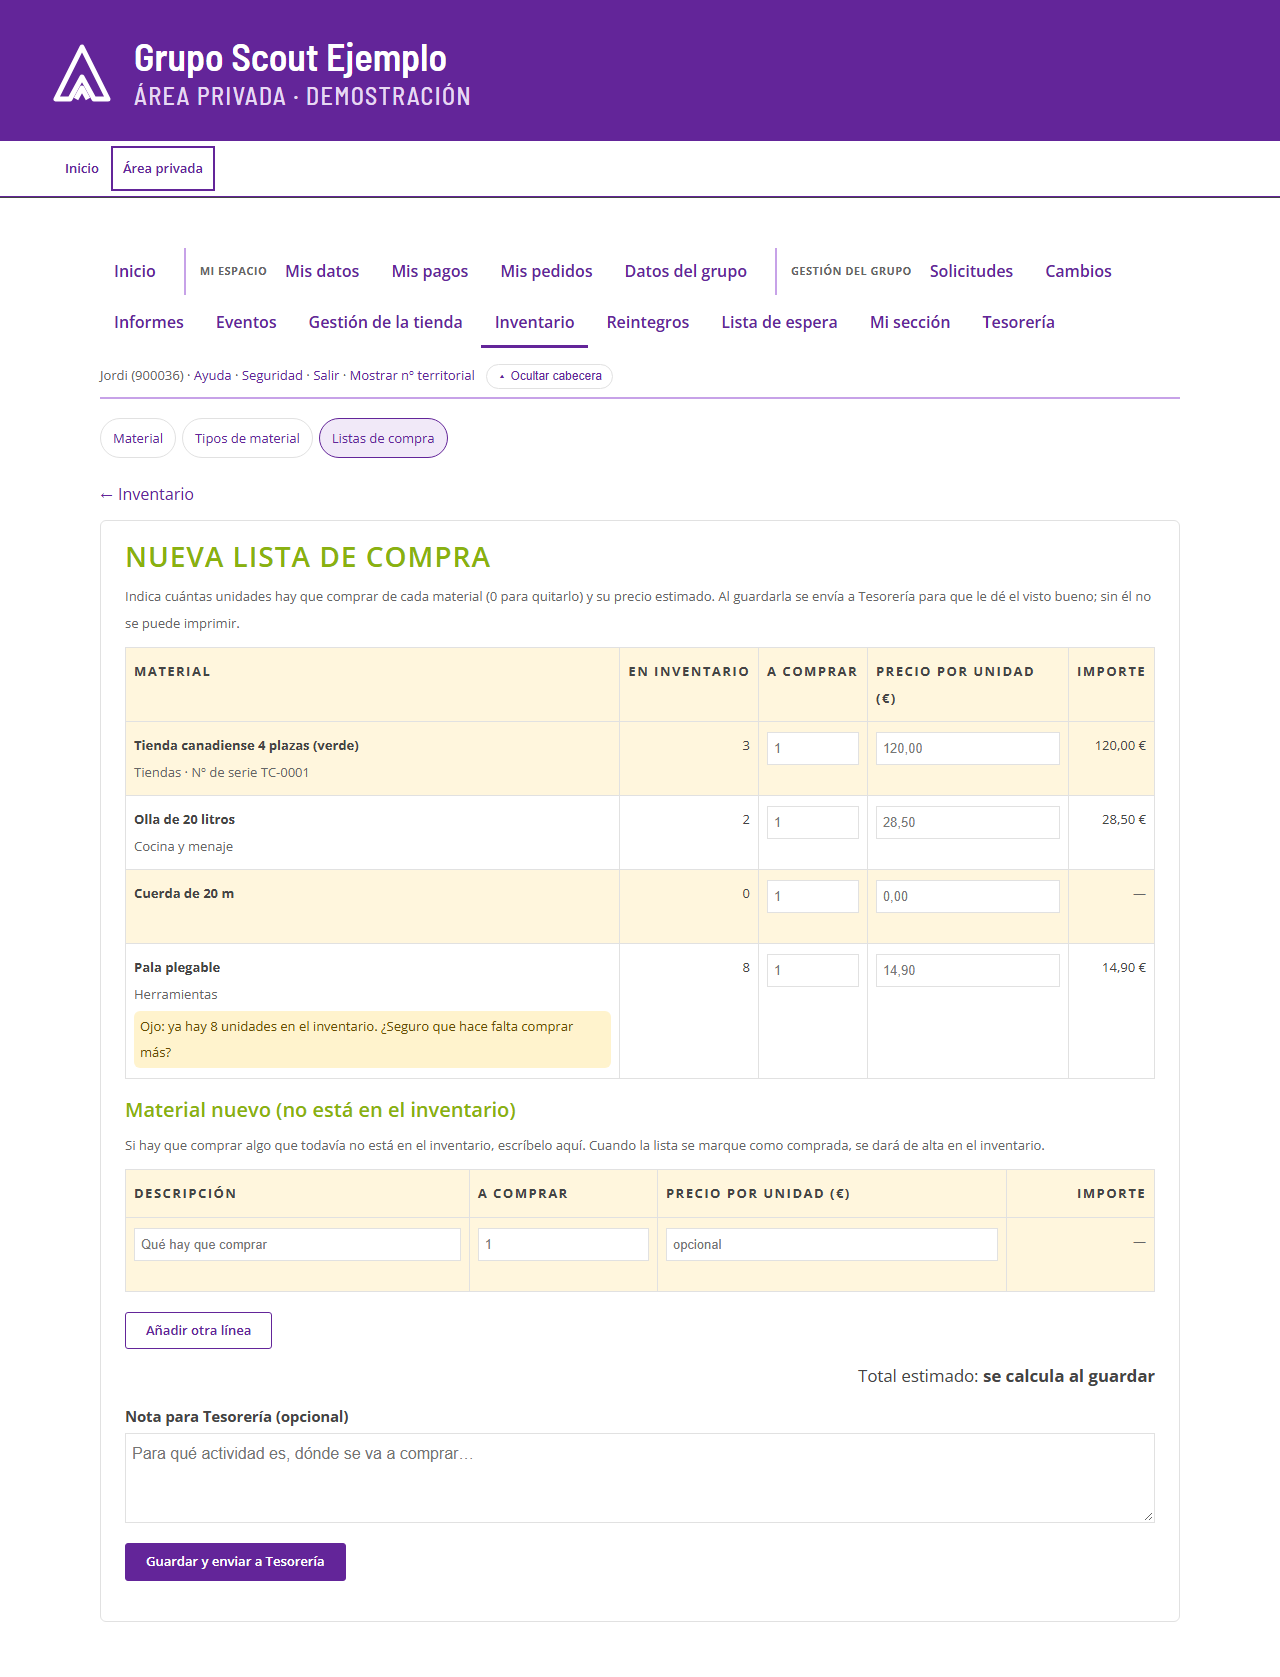 Grupo Scout Ejemplo
ÁREA PRIVADA · DEMOSTRACIÓN
Inicio Área privada
Inicio MI ESPACIO Mis datos Mis pagos Mis pedidos Datos del grupo GESTIÓN DEL GRUPO Solicitudes Cambios
Informes Eventos Gestión de la tienda Inventario Reintegros Lista de espera Mi sección Tesorería
Jordi (900036) · Ayuda · Seguridad · Salir · Mostrar nº territorial ▲ Ocultar cabecera
Material Tipos de material Listas de compra
← Inventario
NUEVA LISTA DE COMPRA
Indica cuántas unidades hay que comprar de cada material (0 para quitarlo) y su precio estimado. Al guardarla se envía a Tesorería para que le dé el visto bueno; sin él no
se puede imprimir.
MATERIAL EN INVENTARIO A COMPRAR PRECIO POR UNIDAD IMPORTE
(€)
Tienda canadiense 4 plazas (verde) 3 1 120,00 120,00 €
Tiendas · Nº de serie TC-0001
Olla de 20 litros 2 1 28,50 28,50 €
Cocina y menaje
Cuerda de 20 m 0 1 0,00 —
Pala plegable 8 1 14,90 14,90 €
Herramientas
Ojo: ya hay 8 unidades en el inventario. ¿Seguro que hace falta comprar
más?
Material nuevo (no está en el inventario)
Si hay que comprar algo que todavía no está en el inventario, escríbelo aquí. Cuando la lista se marque como comprada, se dará de alta en el inventario.
DESCRIPCIÓN A COMPRAR PRECIO POR UNIDAD (€) IMPORTE
Qué hay que comprar 1 opcional —
Añadir otra línea
Total estimado: se calcula al guardar
Nota para Tesorería (opcional)
Para qué actividad es, dónde se va a comprar…
Guardar y enviar a Tesorería